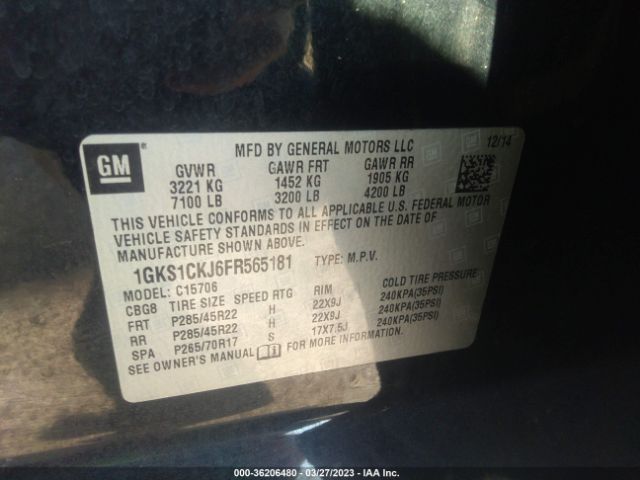 GM
MFD BY GENERAL MOTORS LLC
12/14
GVWR GAWR FRT GAWR RR
3221 KG 1452 KG 1905 KG
7100 LB 3200 LB 4200 LB
THIS VEHICLE CONFORMS TO ALL APPLICABLE U.S. FEDERAL MOTOR
VEHICLE SAFETY STANDARDS IN EFFECT ON THE DATE OF
MANUFACTURE SHOWN ABOVE.
1GKS1CKJ6FR565181 TYPE: M.P.V.
MODEL: C15706
CBG8 TIRE SIZE SPEED RTG RIM COLD TIRE PRESSURE
FRT P285/45R22 H 22X9J 240KPA(35PSI)
RR P285/45R22 H 22X9J 240KPA(35PSI)
SPA P265/70R17 S 17X7.5J 240KPA(35PSI)
SEE OWNER'S MANUAL FOR MORE INFORMATION.
000-36206480 - 03/27/2023 - IAA Inc.